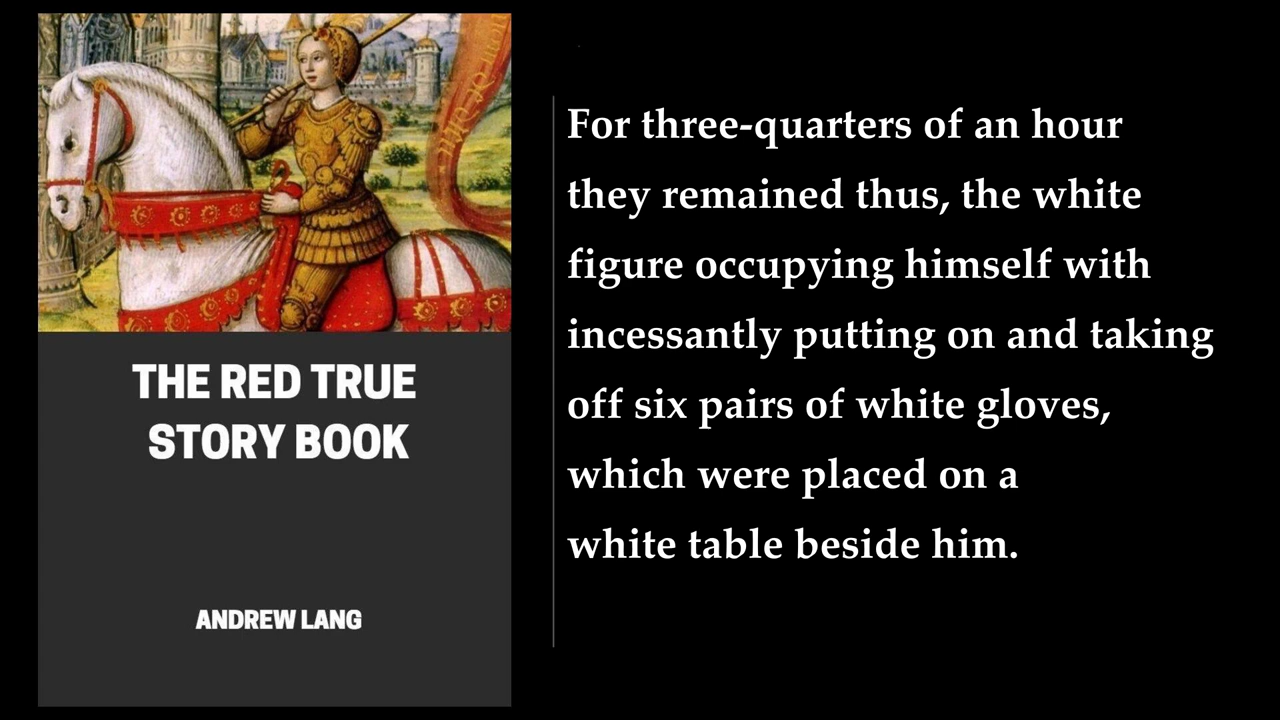 THE RED TRUE
STORY BOOK
ANDREW LANG
For three-quarters of an hour
they remained thus, the white
figure occupying himself with
incessantly putting on and taking
off six pairs of white gloves,
which were placed on a
white table beside him.